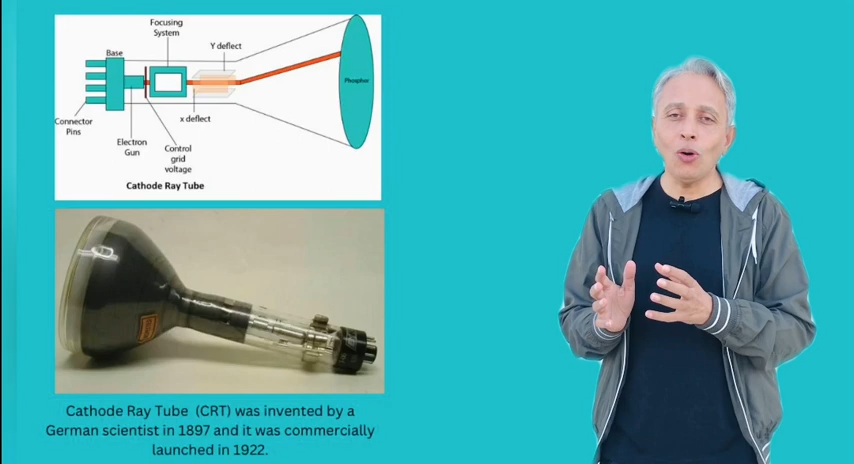 Focusing
System
Y deflect
Base
Phosphor
x deflect
Connector
Pins
Electron
Gun
Control
grid
voltage
Cathode Ray Tube
Cathode Ray Tube (CRT) was invented by a
German scientist in 1897 and it was commercially
launched in 1922.